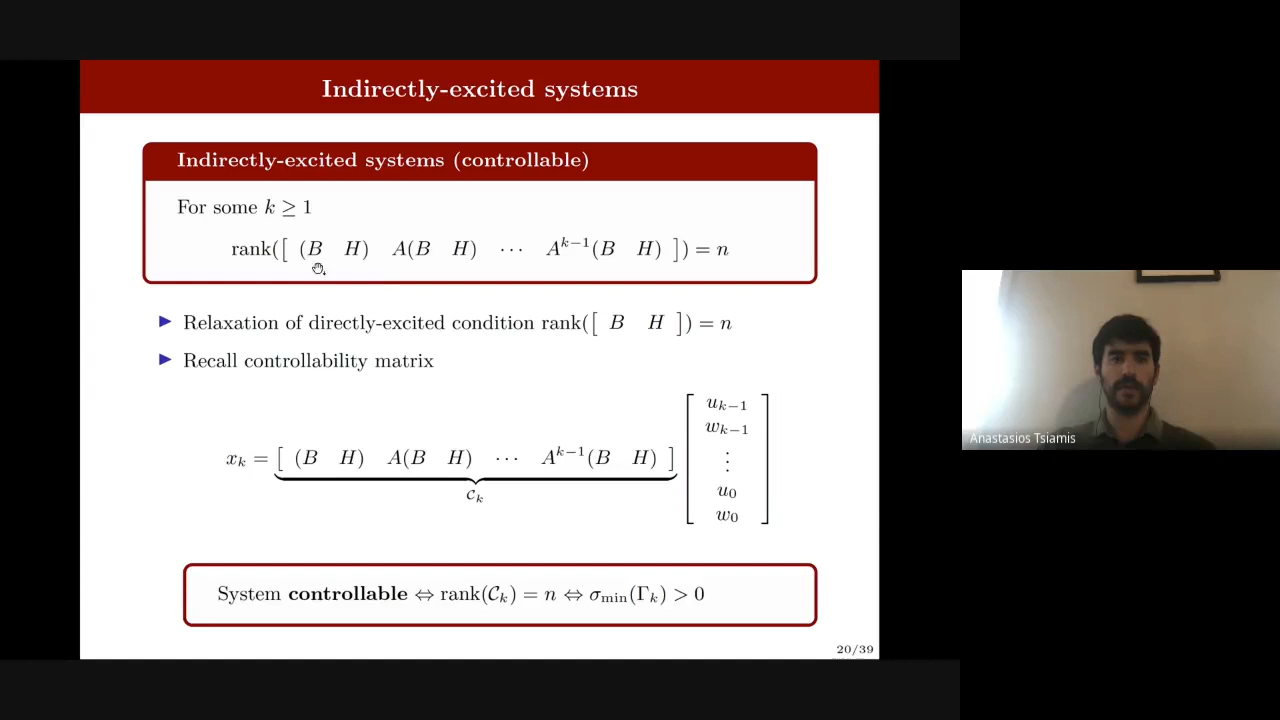 Indirectly-excited systems
Indirectly-excited systems (controllable)
For some k ≥ 1
rank([ (B H) A(B H) ⋯ A^{k−1}(B H) ]) = n
▶ Relaxation of directly-excited condition rank([ B H ]) = n
▶ Recall controllability matrix
x_k = [ (B H) A(B H) ⋯ A^{k−1}(B H) ]
𝒞_k
u_{k−1}
w_{k−1}
⋮
u_0
w_0
System controllable ⇔ rank(𝒞_k) = n ⇔ σ_min(Γ_k) > 0
20/39
Anastasios Tsiamis